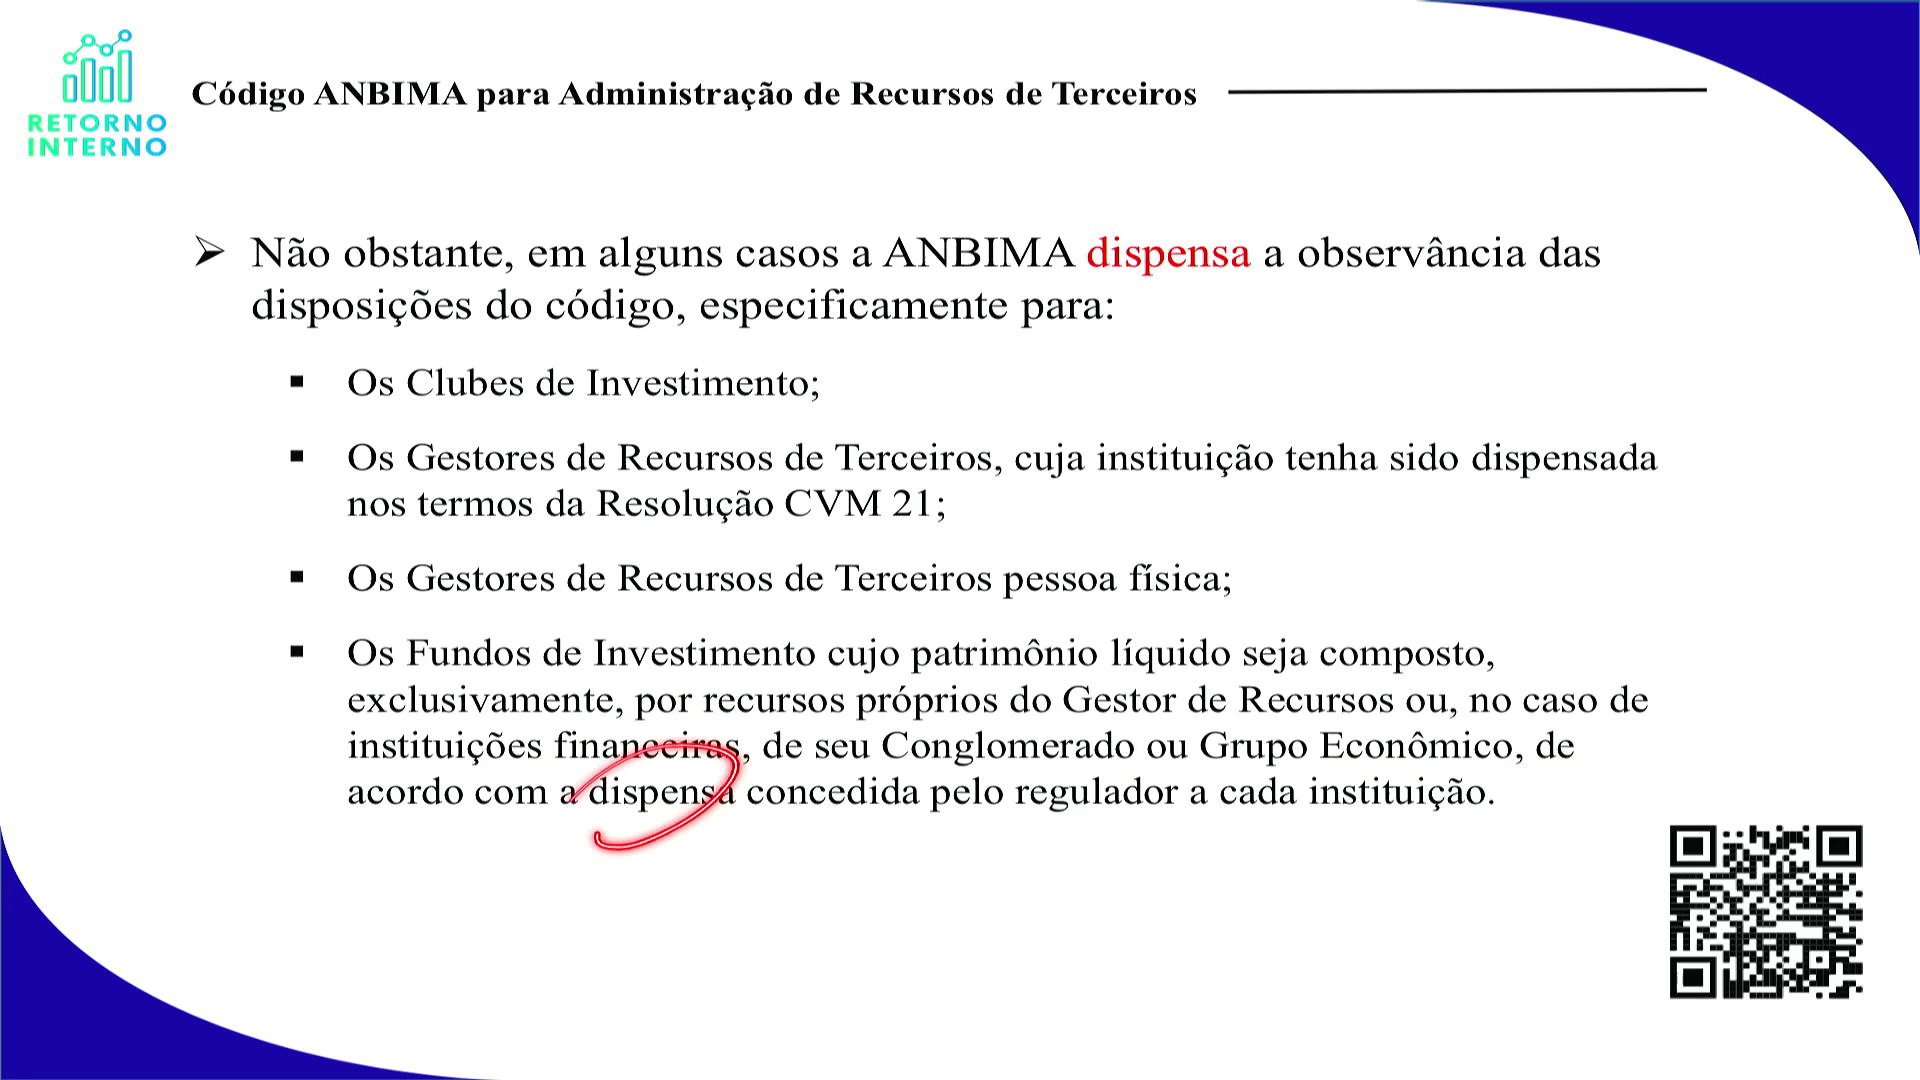 RETORNO
INTERNO
Código ANBIMA para Administração de Recursos de Terceiros
Não obstante, em alguns casos a ANBIMA dispensa a observância das
disposições do código, especificamente para:
Os Clubes de Investimento;
Os Gestores de Recursos de Terceiros, cuja instituição tenha sido dispensada
nos termos da Resolução CVM 21;
Os Gestores de Recursos de Terceiros pessoa física;
Os Fundos de Investimento cujo patrimônio líquido seja composto,
exclusivamente, por recursos próprios do Gestor de Recursos ou, no caso de
instituições financeiras, de seu Conglomerado ou Grupo Econômico, de
acordo com a dispensa concedida pelo regulador a cada instituição.